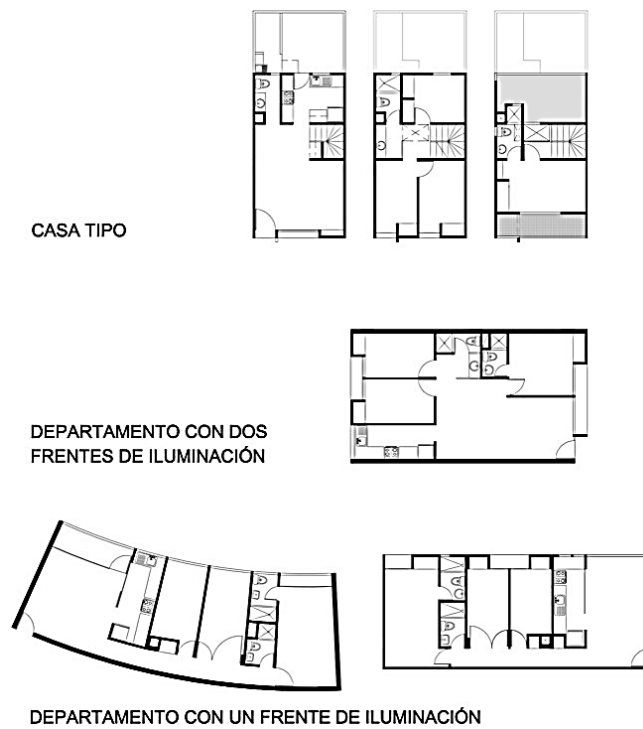 CASA TIPO
DEPARTAMENTO CON DOS
FRENTES DE ILUMINACIÓN
DEPARTAMENTO CON UN FRENTE DE ILUMINACIÓN